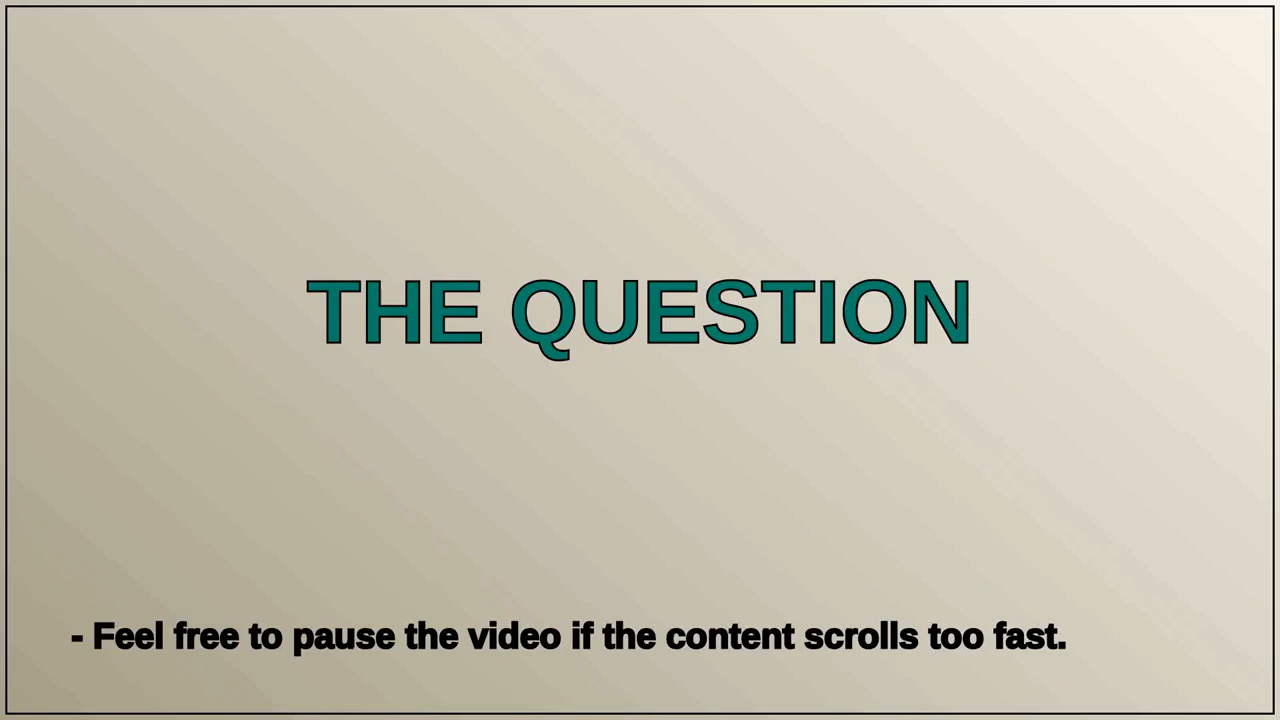 THE QUESTION
- Feel free to pause the video if the content scrolls too fast.